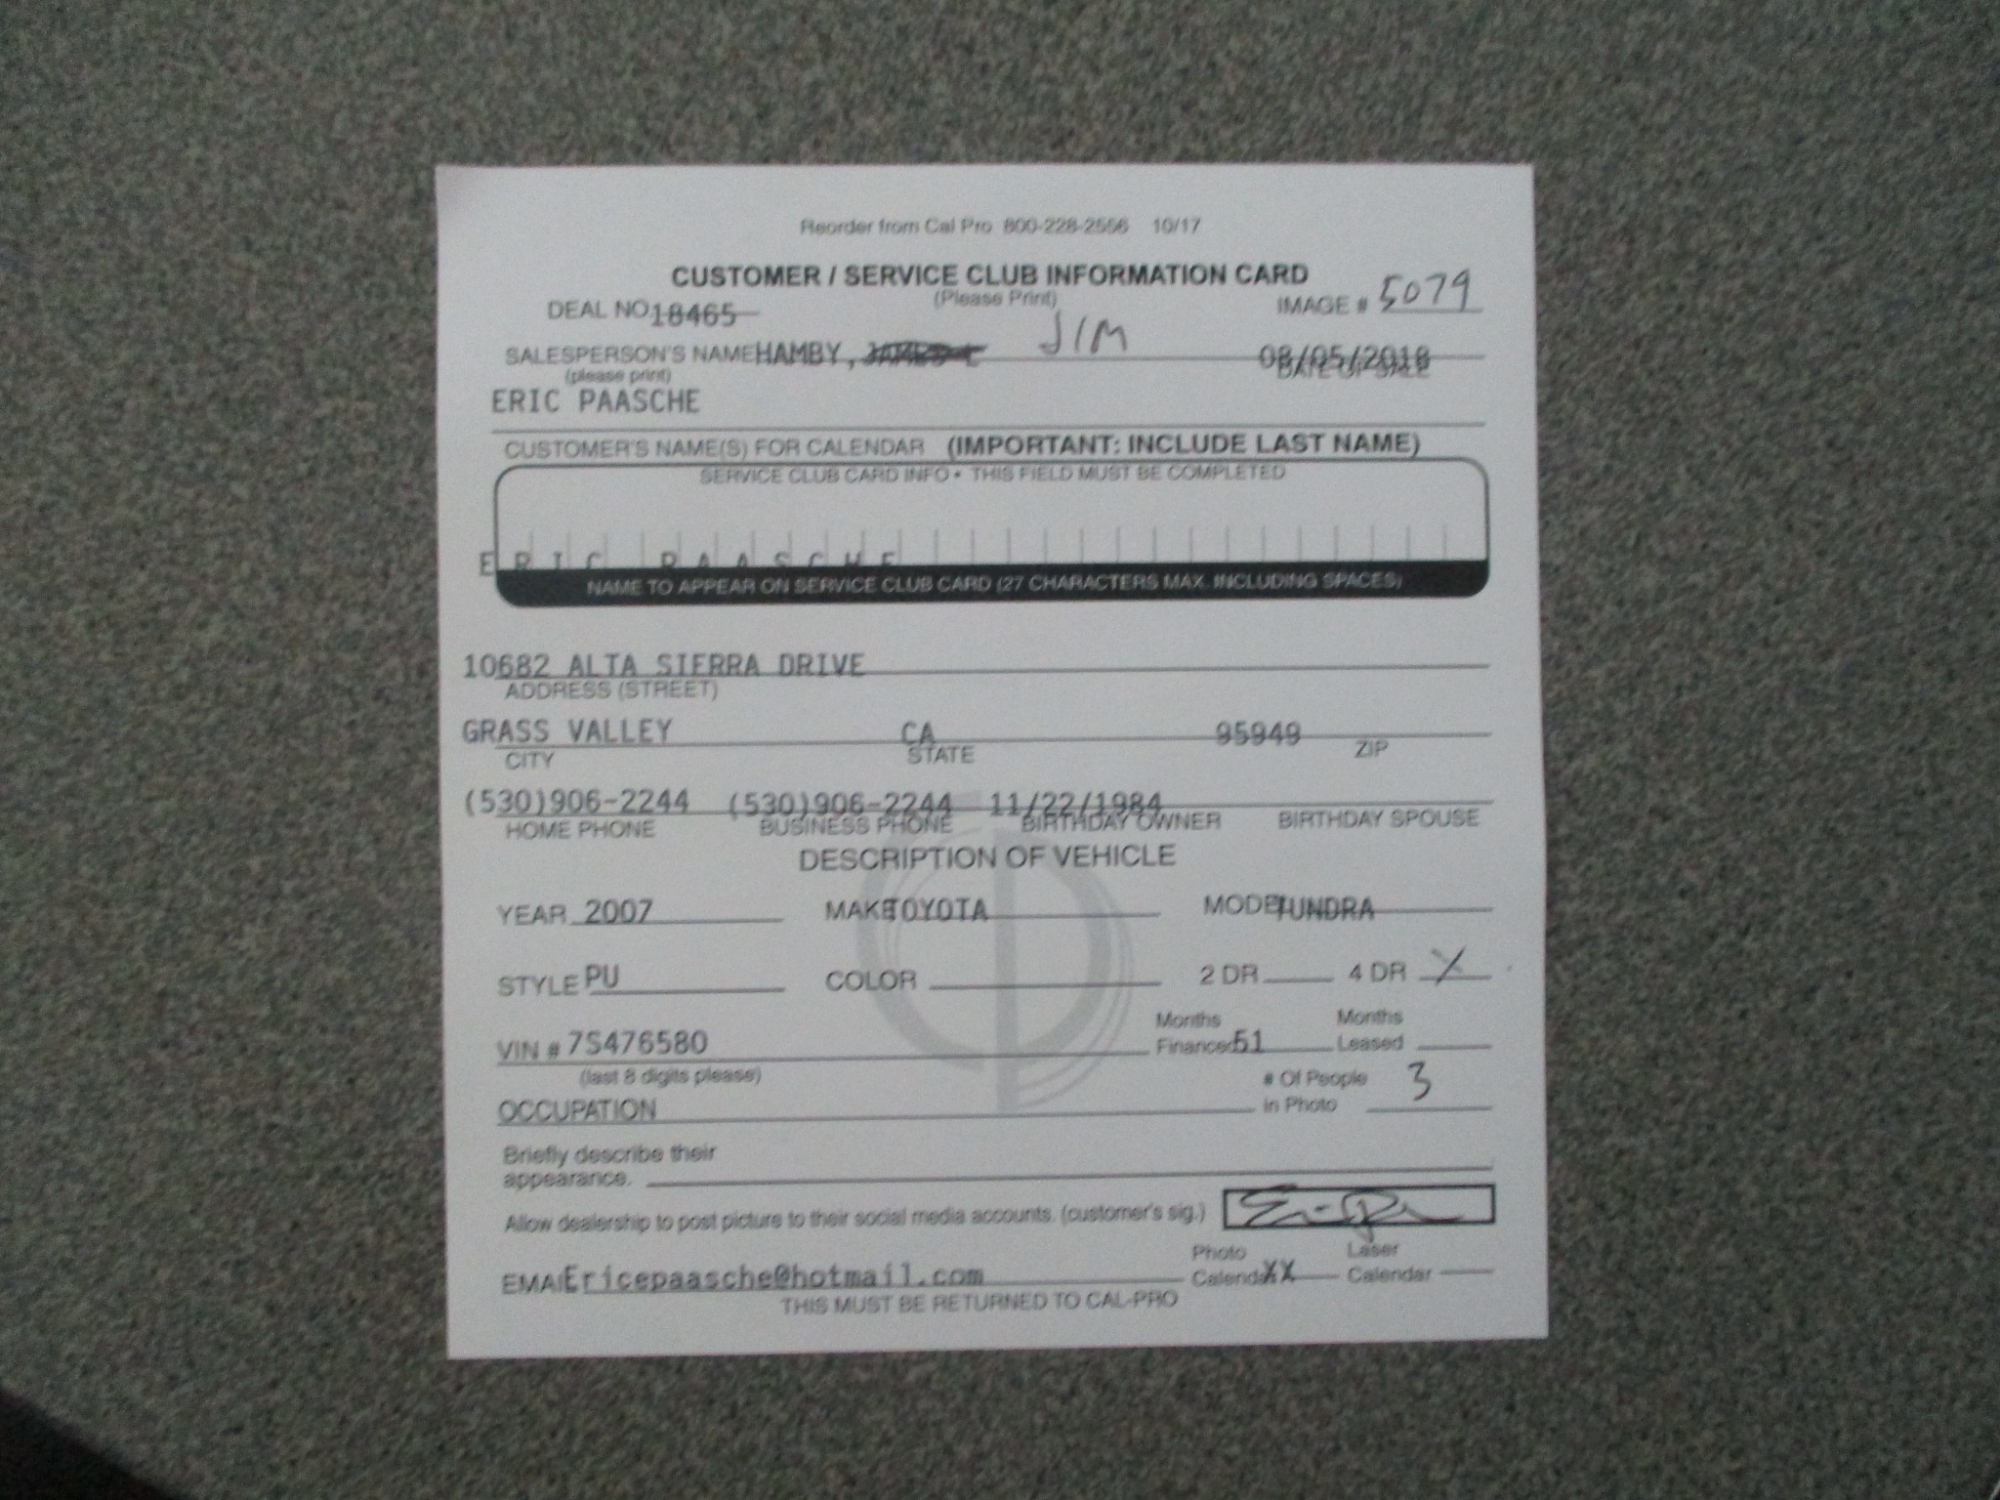 Reorder from Cal Pro 800-228-2556 10/17
CUSTOMER / SERVICE CLUB INFORMATION CARD
(Please Print)
DEAL NO 18465 IMAGE # 5079
SALESPERSON'S NAME HAMBY, JIM 08/05/2018
(please print) DATE OF SALE
ERIC PAASCHE
CUSTOMER'S NAME(S) FOR CALENDAR (IMPORTANT: INCLUDE LAST NAME)
SERVICE CLUB CARD INFO • THIS FIELD MUST BE COMPLETED
ERIC PAASCHE
NAME TO APPEAR ON SERVICE CLUB CARD (27 CHARACTERS MAX. INCLUDING SPACES)
10682 ALTA SIERRA DRIVE
ADDRESS (STREET)
GRASS VALLEY CA 95949
CITY STATE ZIP
(530)906-2244 (530)906-2244 11/22/1984
HOME PHONE BUSINESS PHONE BIRTHDAY OWNER BIRTHDAY SPOUSE
DESCRIPTION OF VEHICLE
YEAR 2007 MAKE TOYOTA MODEL TUNDRA
STYLE PU COLOR 2 DR 4 DR X
Months Months
VIN # 7S476580 Financed 51 Leased
(last 8 digits please) # Of People 3
OCCUPATION in Photo
Briefly describe their
appearance.
Allow dealership to post picture to their social media accounts. (customer's sig.)
Photo Laser
EMAIL Ericepaasche@hotmail.com Calendar XX Calendar
THIS MUST BE RETURNED TO CAL-PRO